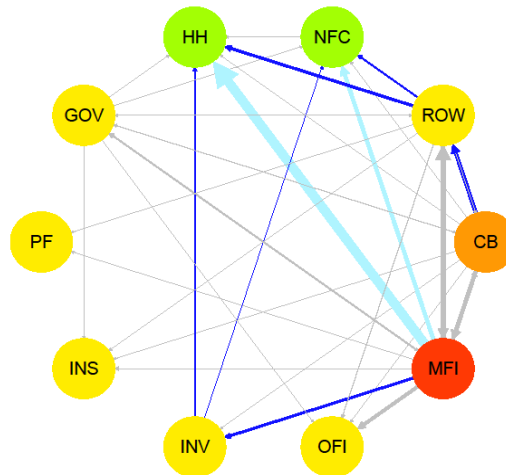 HH
NFC
GOV
ROW
PF
CB
INS
MFI
INV
OFI